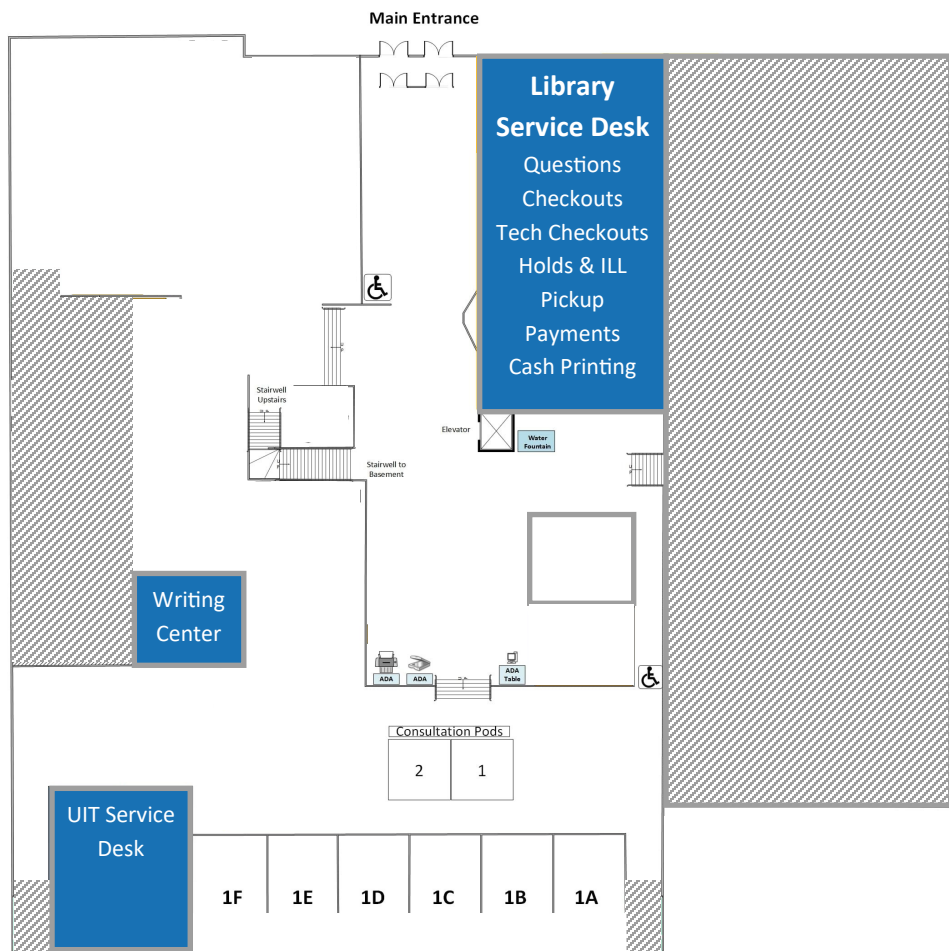 Main Entrance
Library
Service Desk
Questions
Checkouts
Tech Checkouts
Holds & ILL
Pickup
Payments
Cash Printing
Stairwell
Upstairs
Elevator
Water
Fountain
Stairwell to
Basement
Writing
Center
ADA
ADA
ADA
Table
Consultation Pods
2
1
UIT Service
Desk
1F
1E
1D
1C
1B
1A